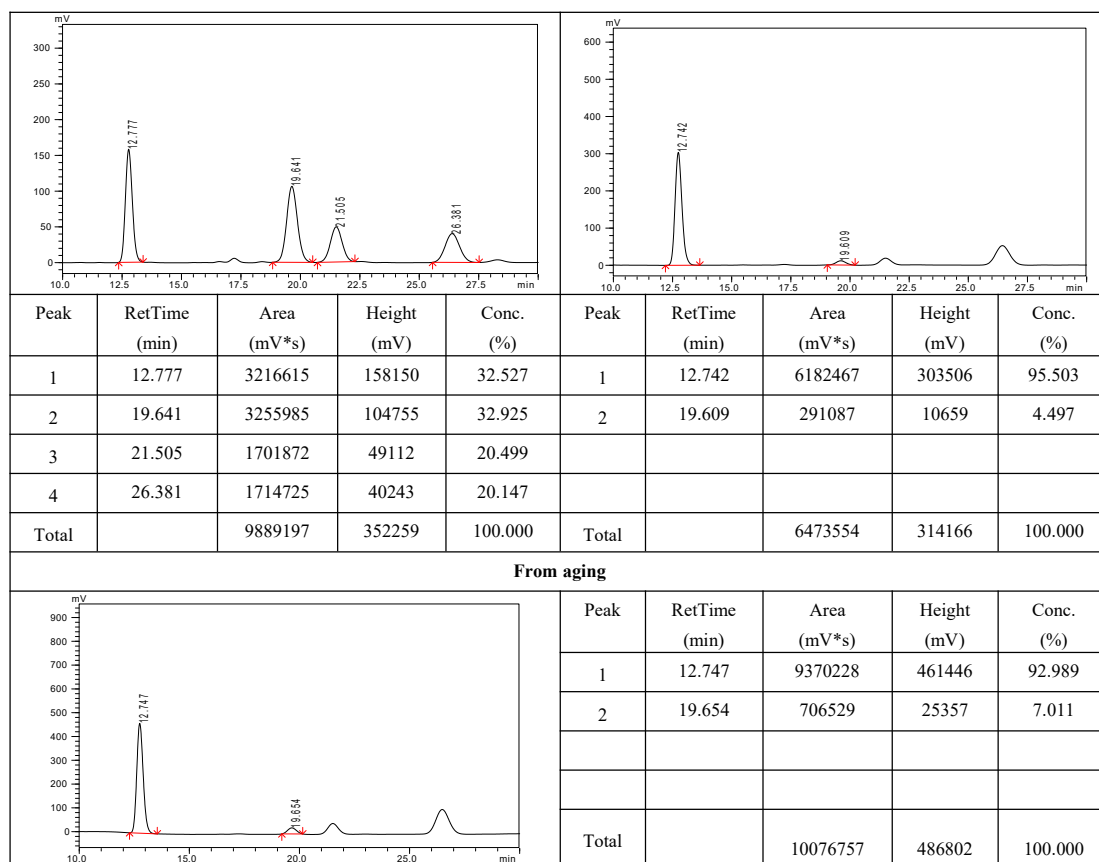 mV
300
250
200
150
100
50
0
12.777
19.641
21.505
26.381
10.0 12.5 15.0 17.5 20.0 22.5 25.0 27.5 min
mV
600
500
400
300
200
100
0
12.742
19.609
10.0 12.5 15.0 17.5 20.0 22.5 25.0 27.5 min
Peak RetTime Area Height Conc.
(min) (mV*s) (mV) (%)
1 12.777 3216615 158150 32.527
2 19.641 3255985 104755 32.925
3 21.505 1701872 49112 20.499
4 26.381 1714725 40243 20.147
Total 9889197 352259 100.000
Peak RetTime Area Height Conc.
(min) (mV*s) (mV) (%)
1 12.742 6182467 303506 95.503
2 19.609 291087 10659 4.497
Total 6473554 314166 100.000
From aging
mV
900
800
700
600
500
400
300
200
100
0
12.747
19.654
10.0 15.0 20.0 25.0 min
Peak RetTime Area Height Conc.
(min) (mV*s) (mV) (%)
1 12.747 9370228 461446 92.989
2 19.654 706529 25357 7.011
Total 10076757 486802 100.000